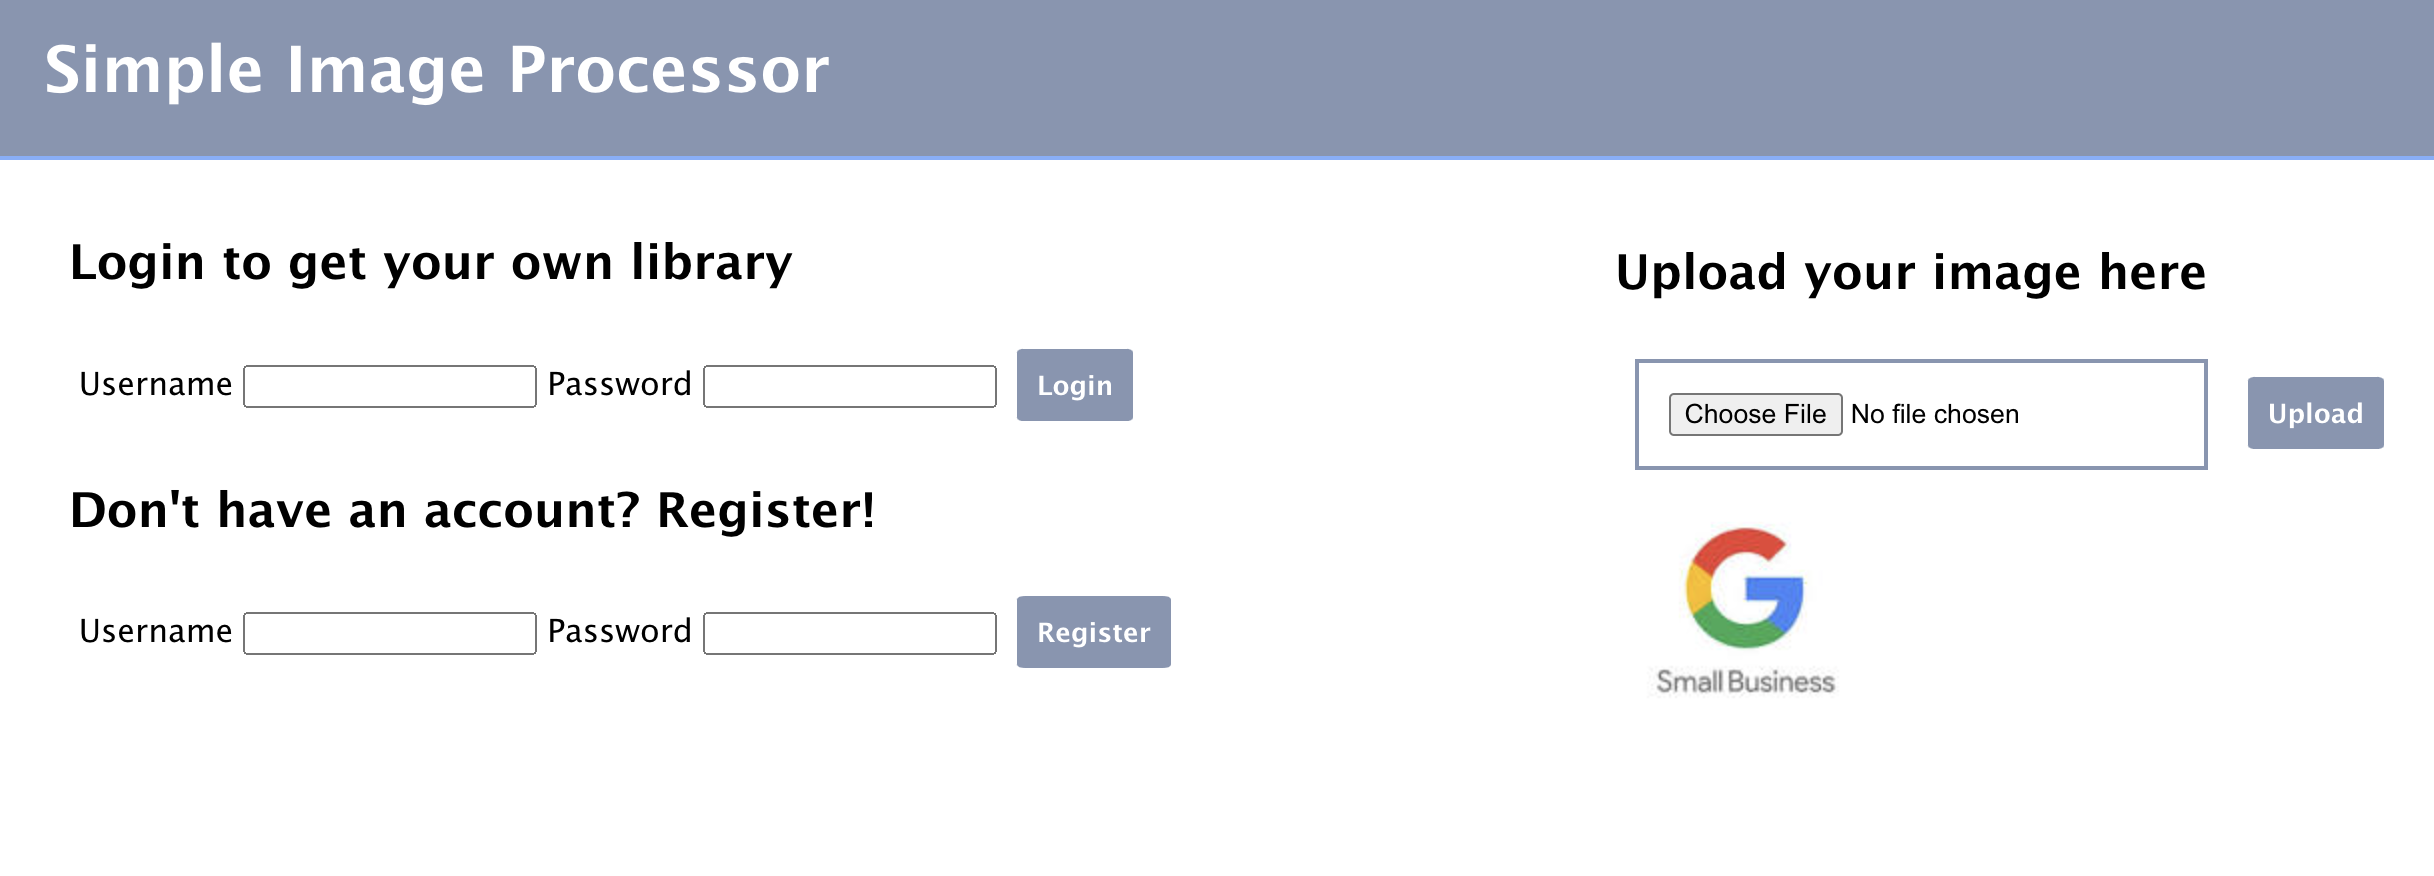 Simple Image Processor
Login to get your own library
Username Password Login
Don't have an account? Register!
Username Password Register
Upload your image here
Choose File No file chosen Upload
G
Small Business